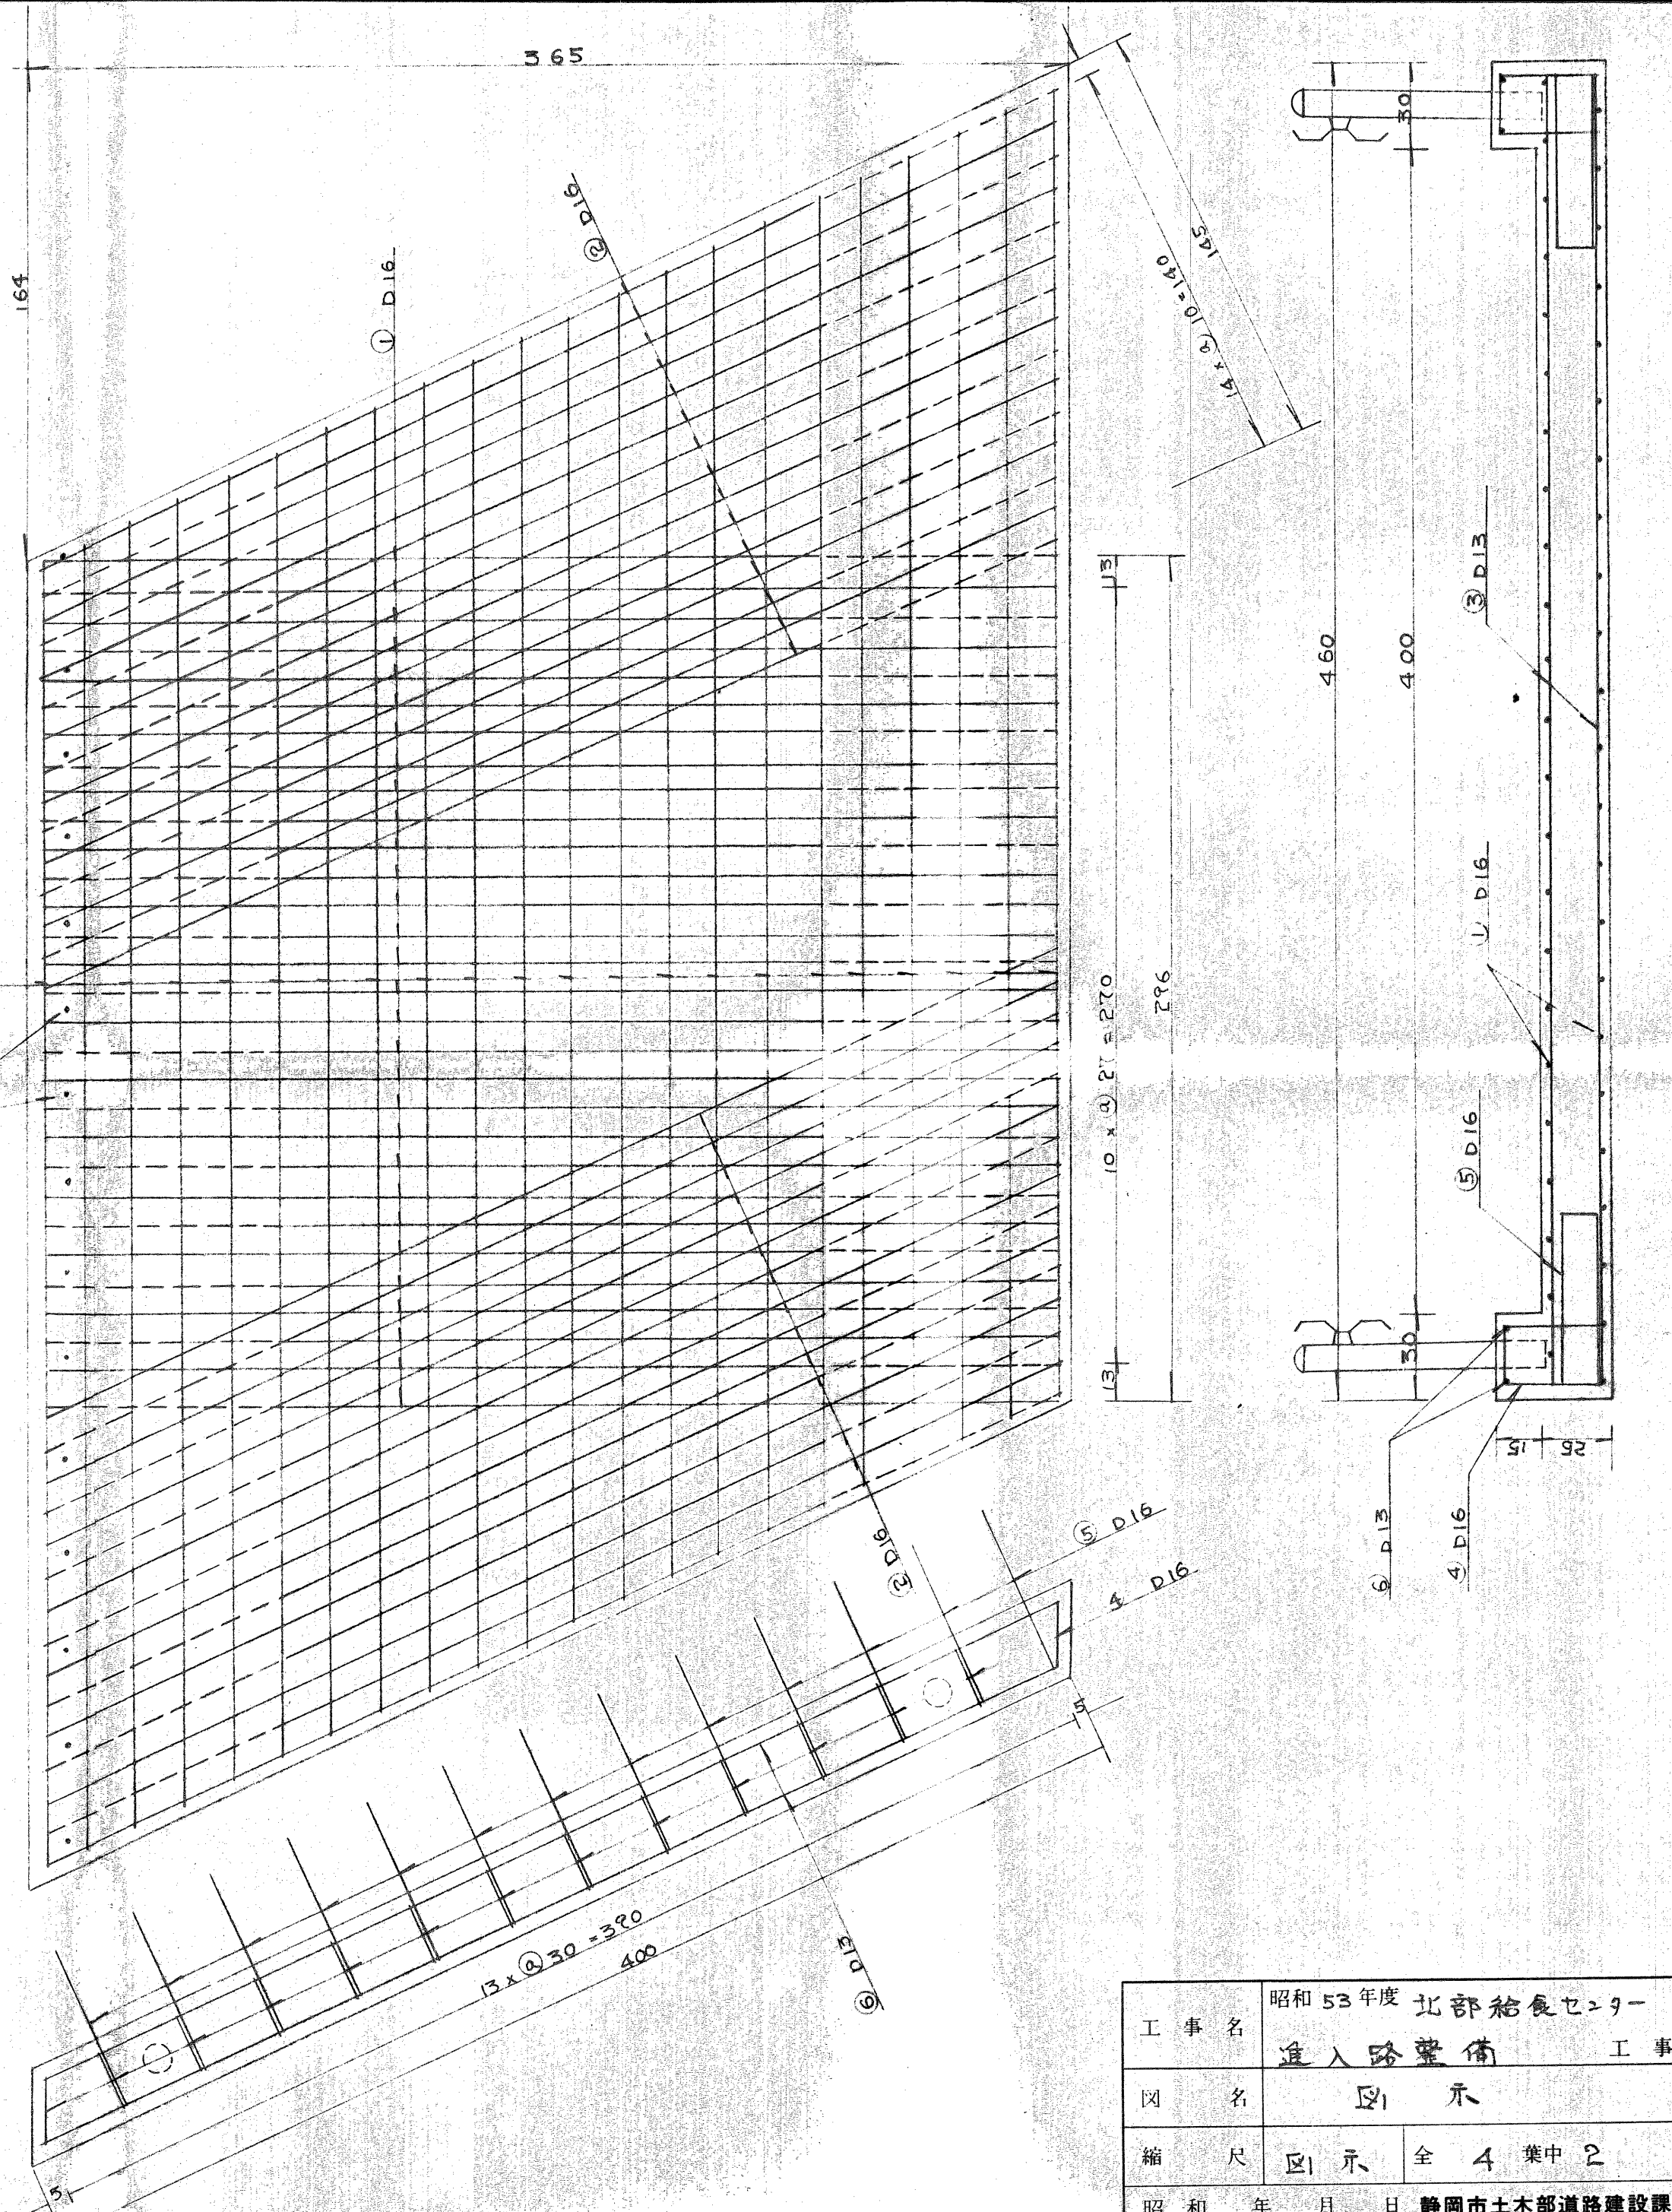 365
164
① D16
② D16
14×@10=140
145
30
460
400
③ D13
① D16
⑤ D16
13
10×@27=270
296
13
30
15
25
⑥ D13
④ D16
② D16
⑤ D16
4 D16
5
13×@30=390
400
⑥ D13
5
工事名
昭和53年度 北部給食センター
進入路整備 工事
図名
図示
縮尺
図示
全 4 葉中 2
昭和 年 月 日
静岡市土木部道路建設課